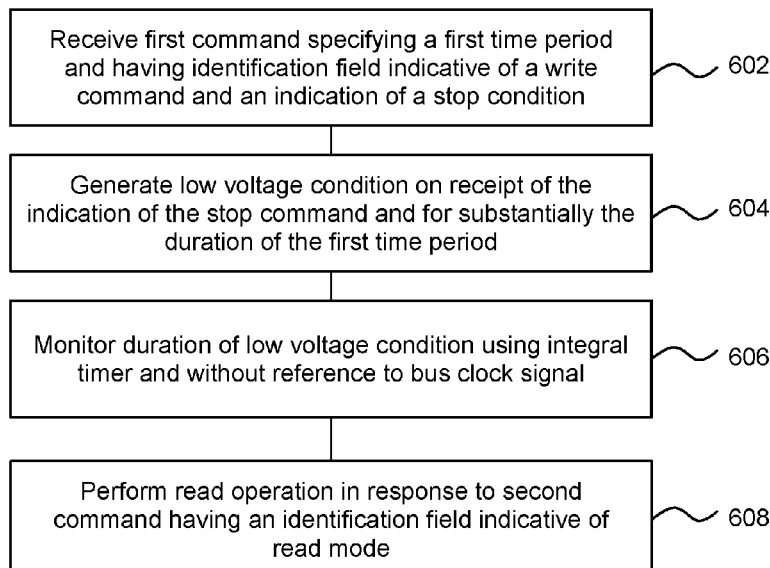 Receive first command specifying a first time period
and having identification field indicative of a write
command and an indication of a stop condition
602
Generate low voltage condition on receipt of the
indication of the stop command and for substantially the
duration of the first time period
604
Monitor duration of low voltage condition using integral
timer and without reference to bus clock signal
606
Perform read operation in response to second
command having an identification field indicative of
read mode
608